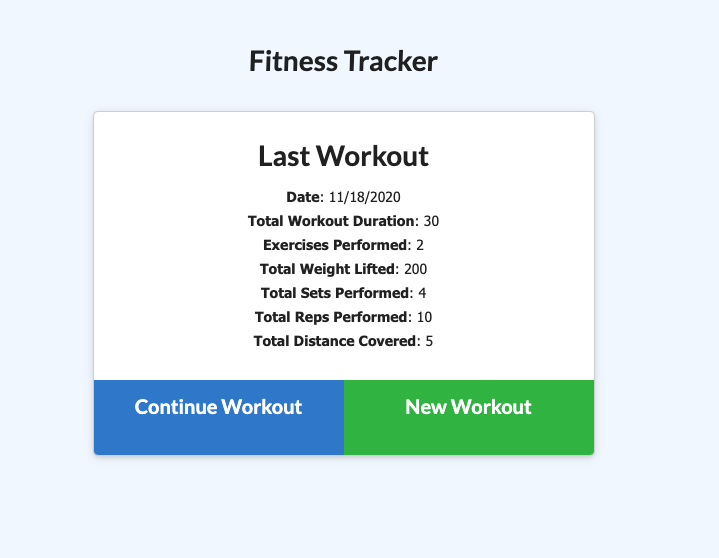 Fitness Tracker
Last Workout
Date: 11/18/2020
Total Workout Duration: 30
Exercises Performed: 2
Total Weight Lifted: 200
Total Sets Performed: 4
Total Reps Performed: 10
Total Distance Covered: 5
Continue Workout
New Workout